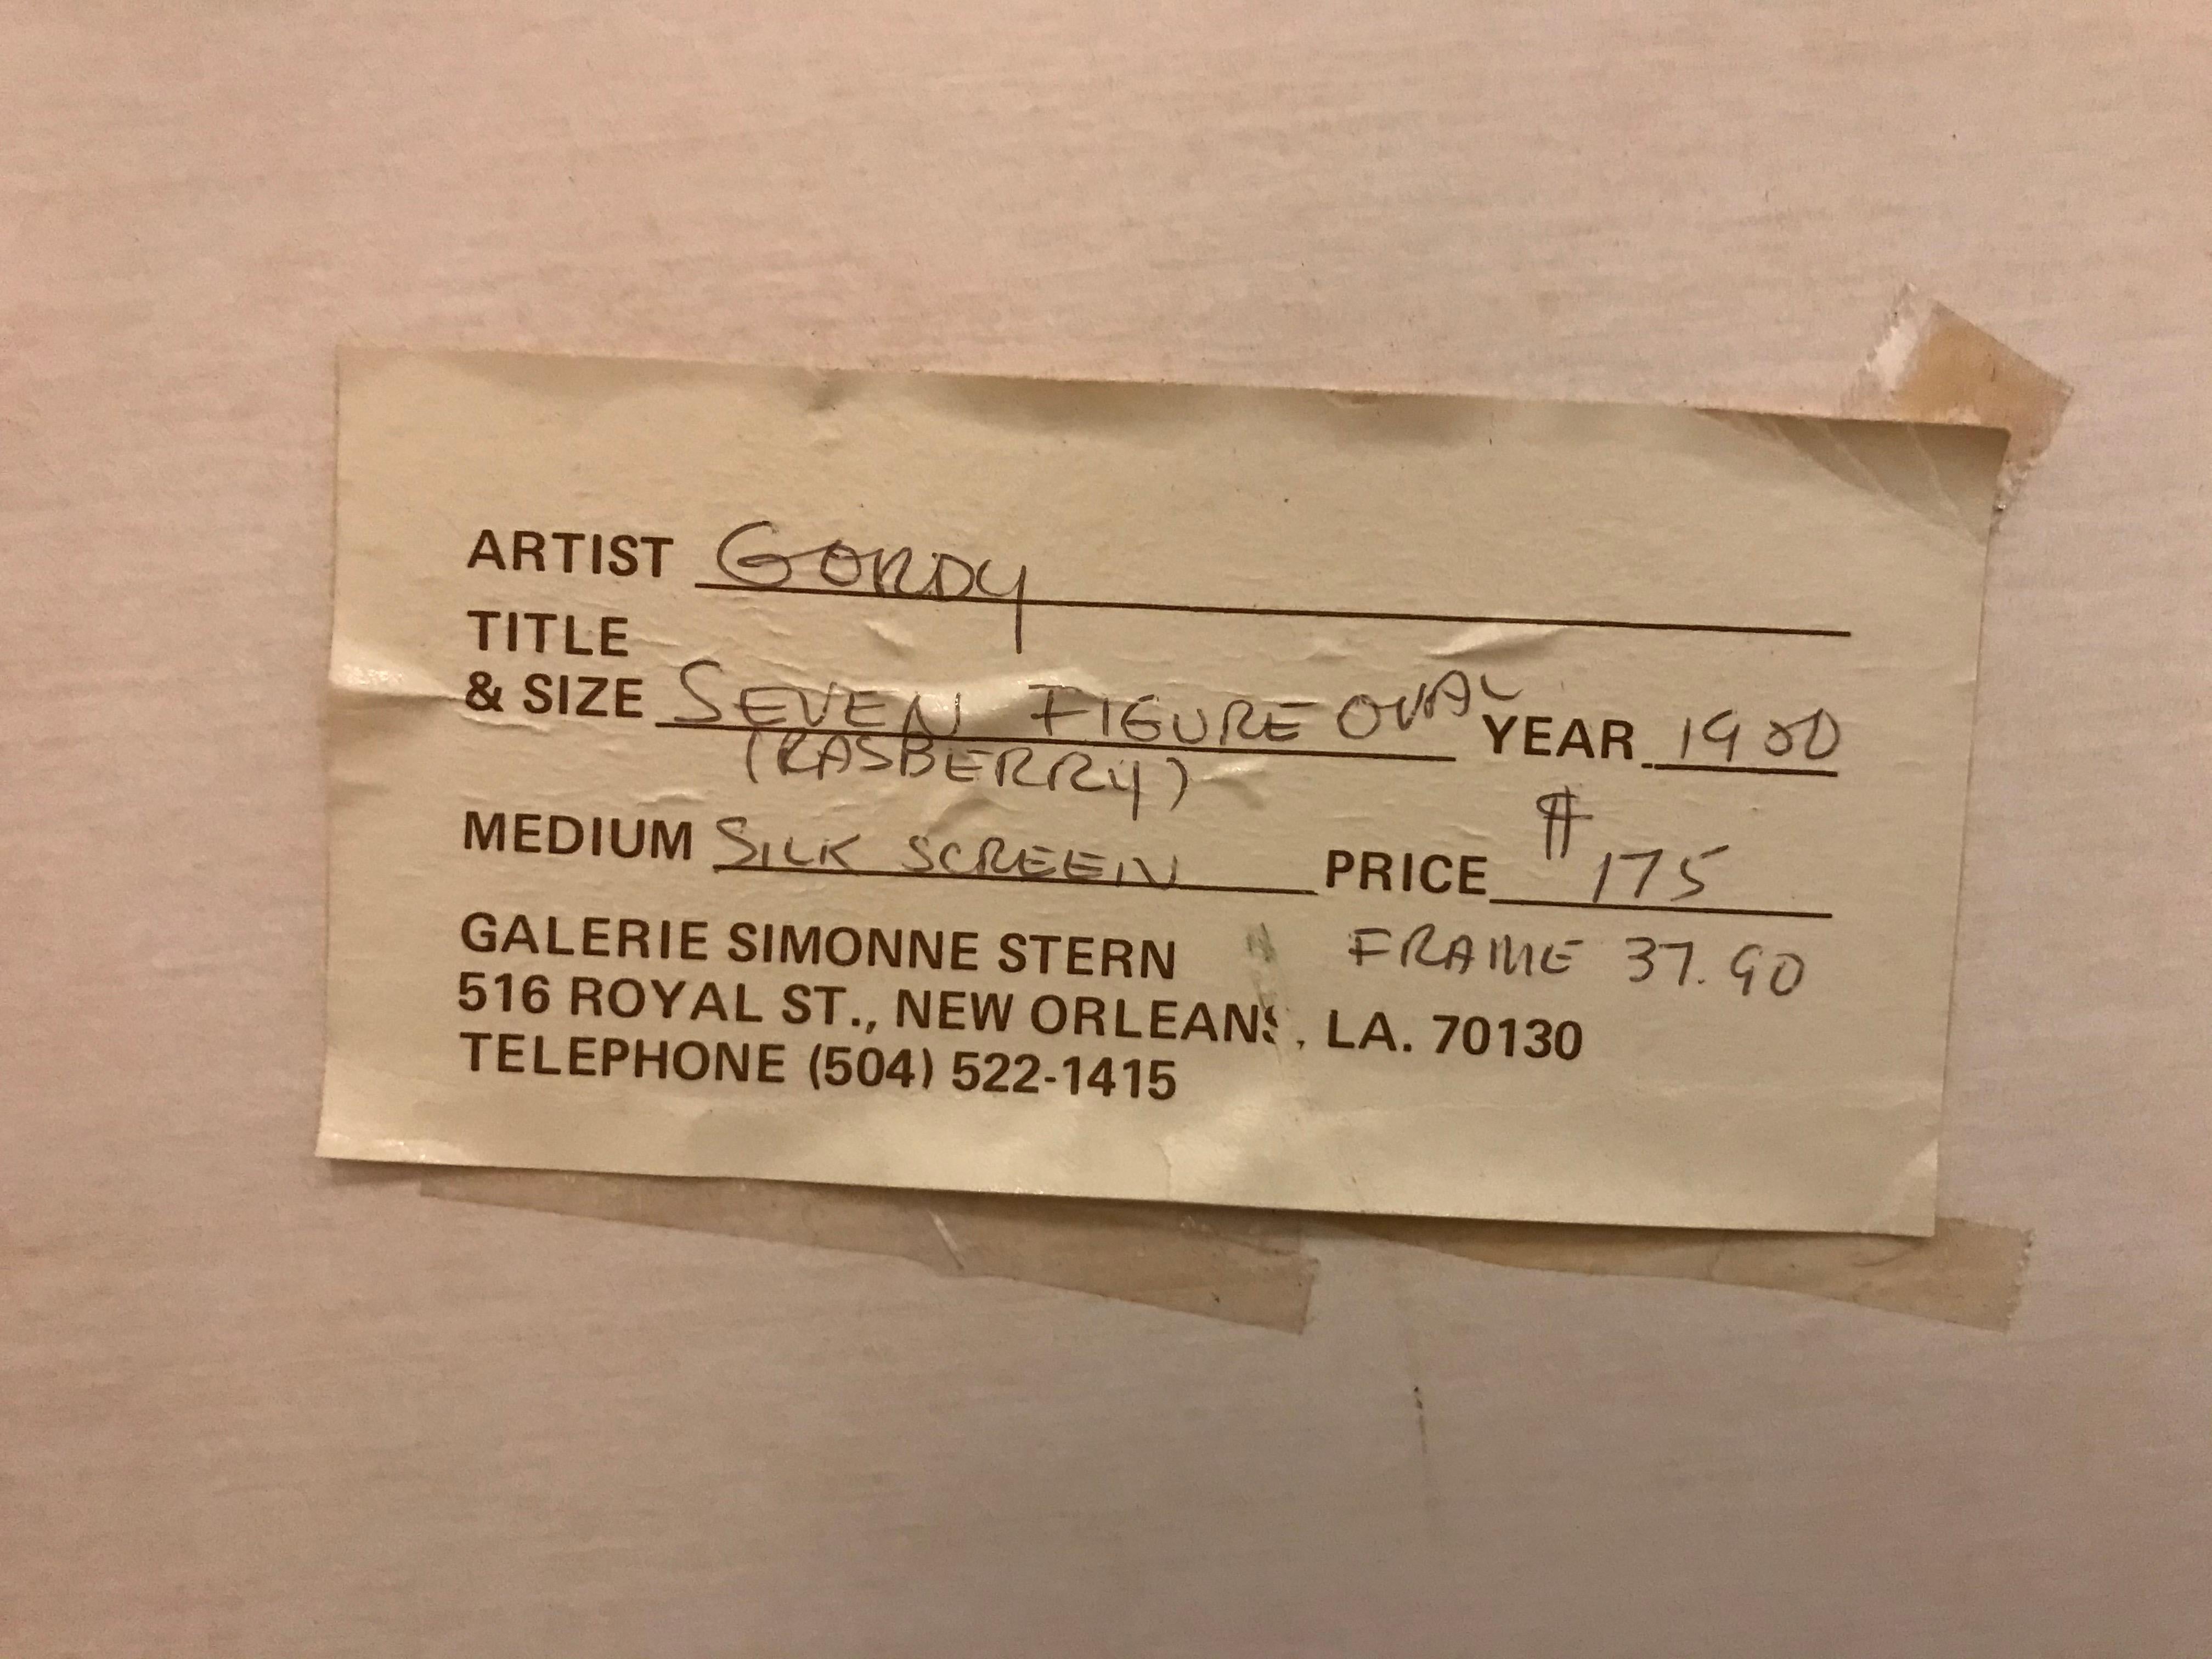 ARTIST GORDY
TITLE
& SIZE SEVEN FIGURE OVAL YEAR 1980
(RASBERRY)
MEDIUM SILK SCREEN PRICE $175
GALERIE SIMONNE STERN FRAME 37.90
516 ROYAL ST., NEW ORLEANS, LA. 70130
TELEPHONE (504) 522-1415